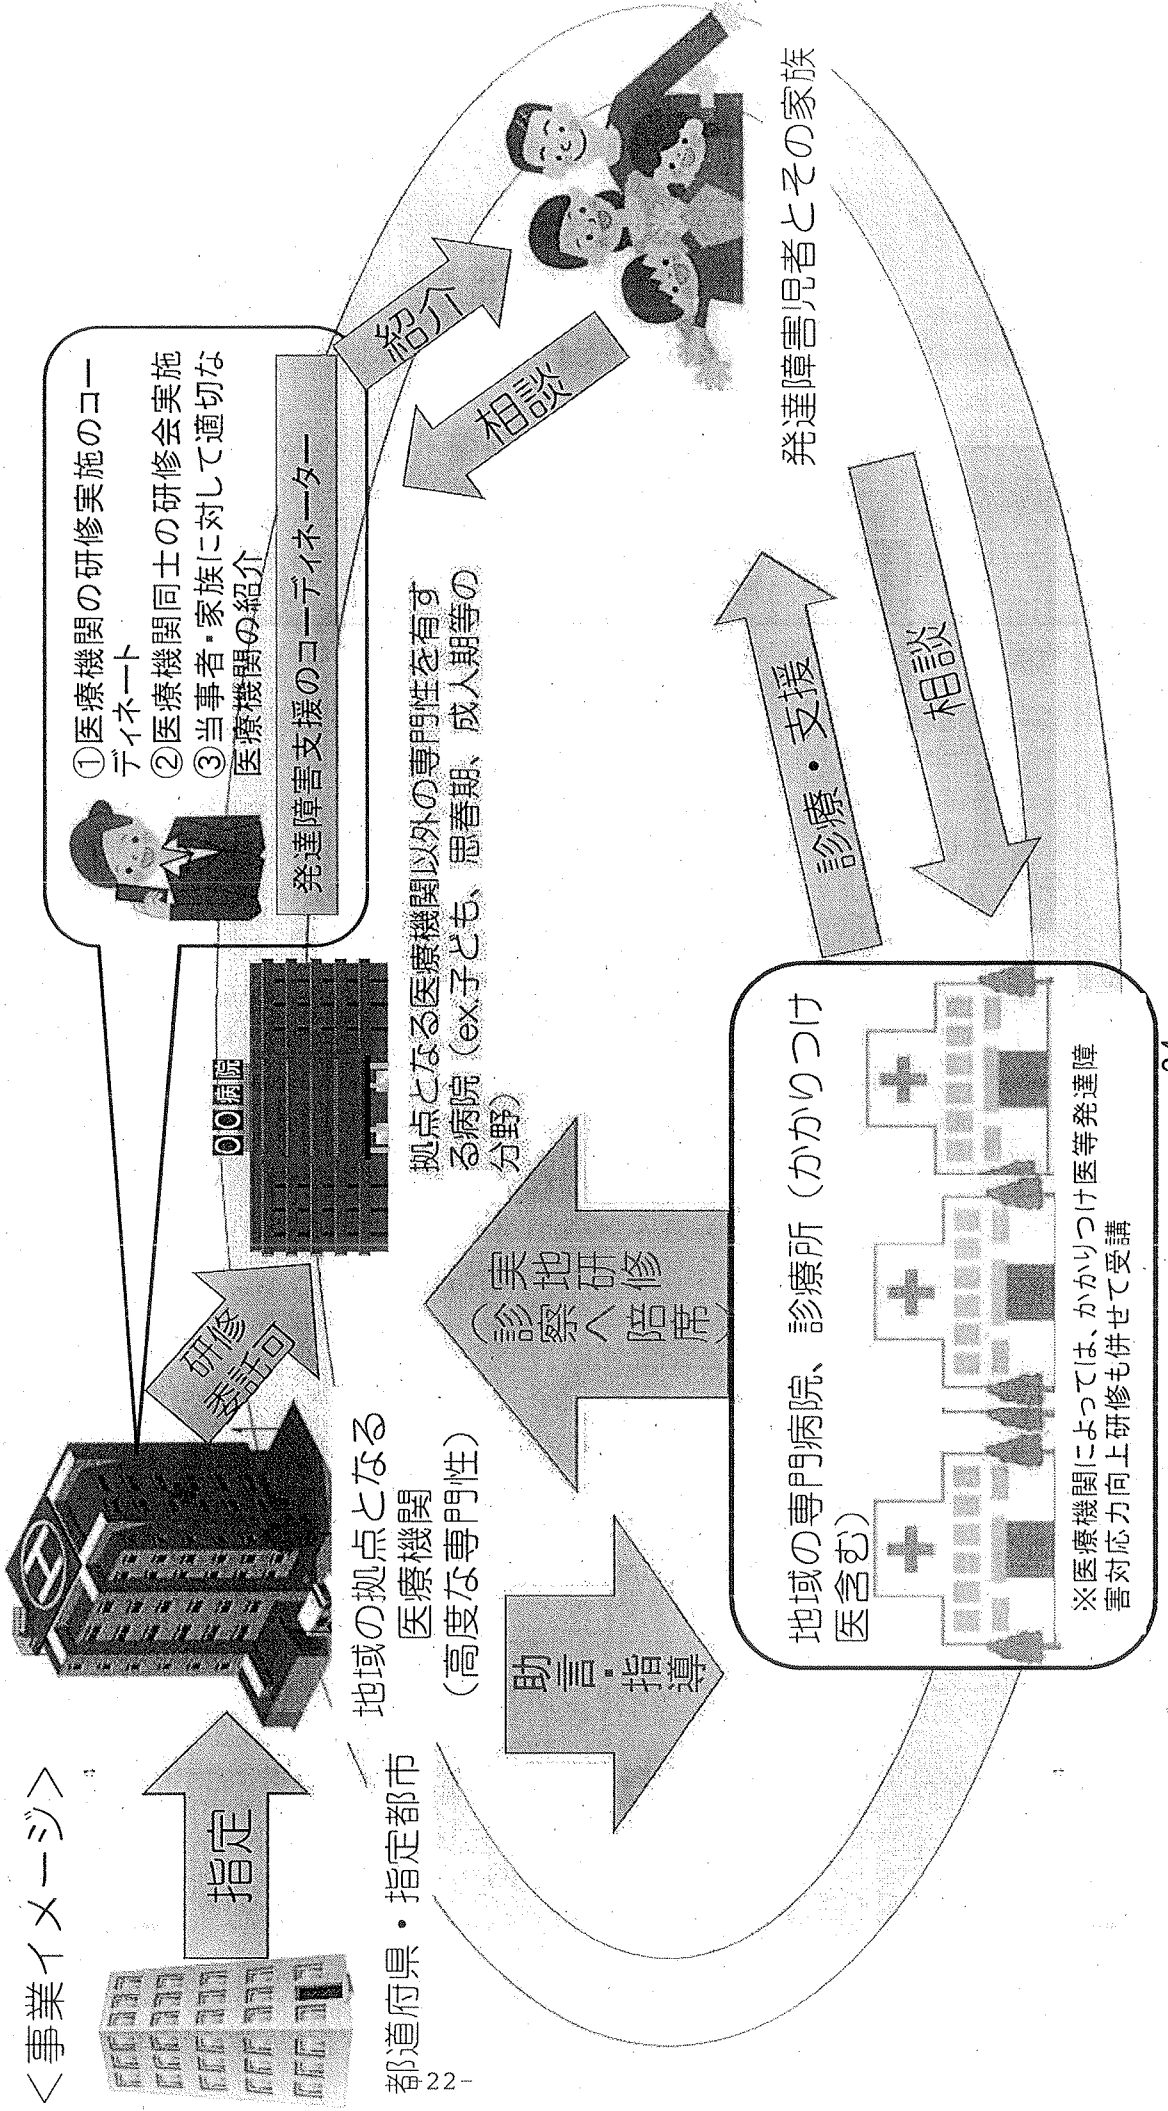 <事業イメージ>
都道府県・指定都市
指定
地域の拠点となる
医療機関
(高度な専門性)
研修
委託可
○○病院
拠点となる医療機関以外の専門性を有す
る病院(ex.子ども、思春期、成人期等の
分野)
①医療機関の研修実施のコー
ディネート
②医療機関同士の研修会実施
③当事者・家族に対して適切な
医療機関の紹介
発達障害支援のコーディネーター
紹介
相談
発達障害児者とその家族
助言・指導
実地研修
(診察へ陪席)
診療・支援
相談
地域の専門病院、診療所(かかりつけ
医含む)
※医療機関によっては、かかりつけ医等発達障
害対応力向上研修も併せて受講
-22-